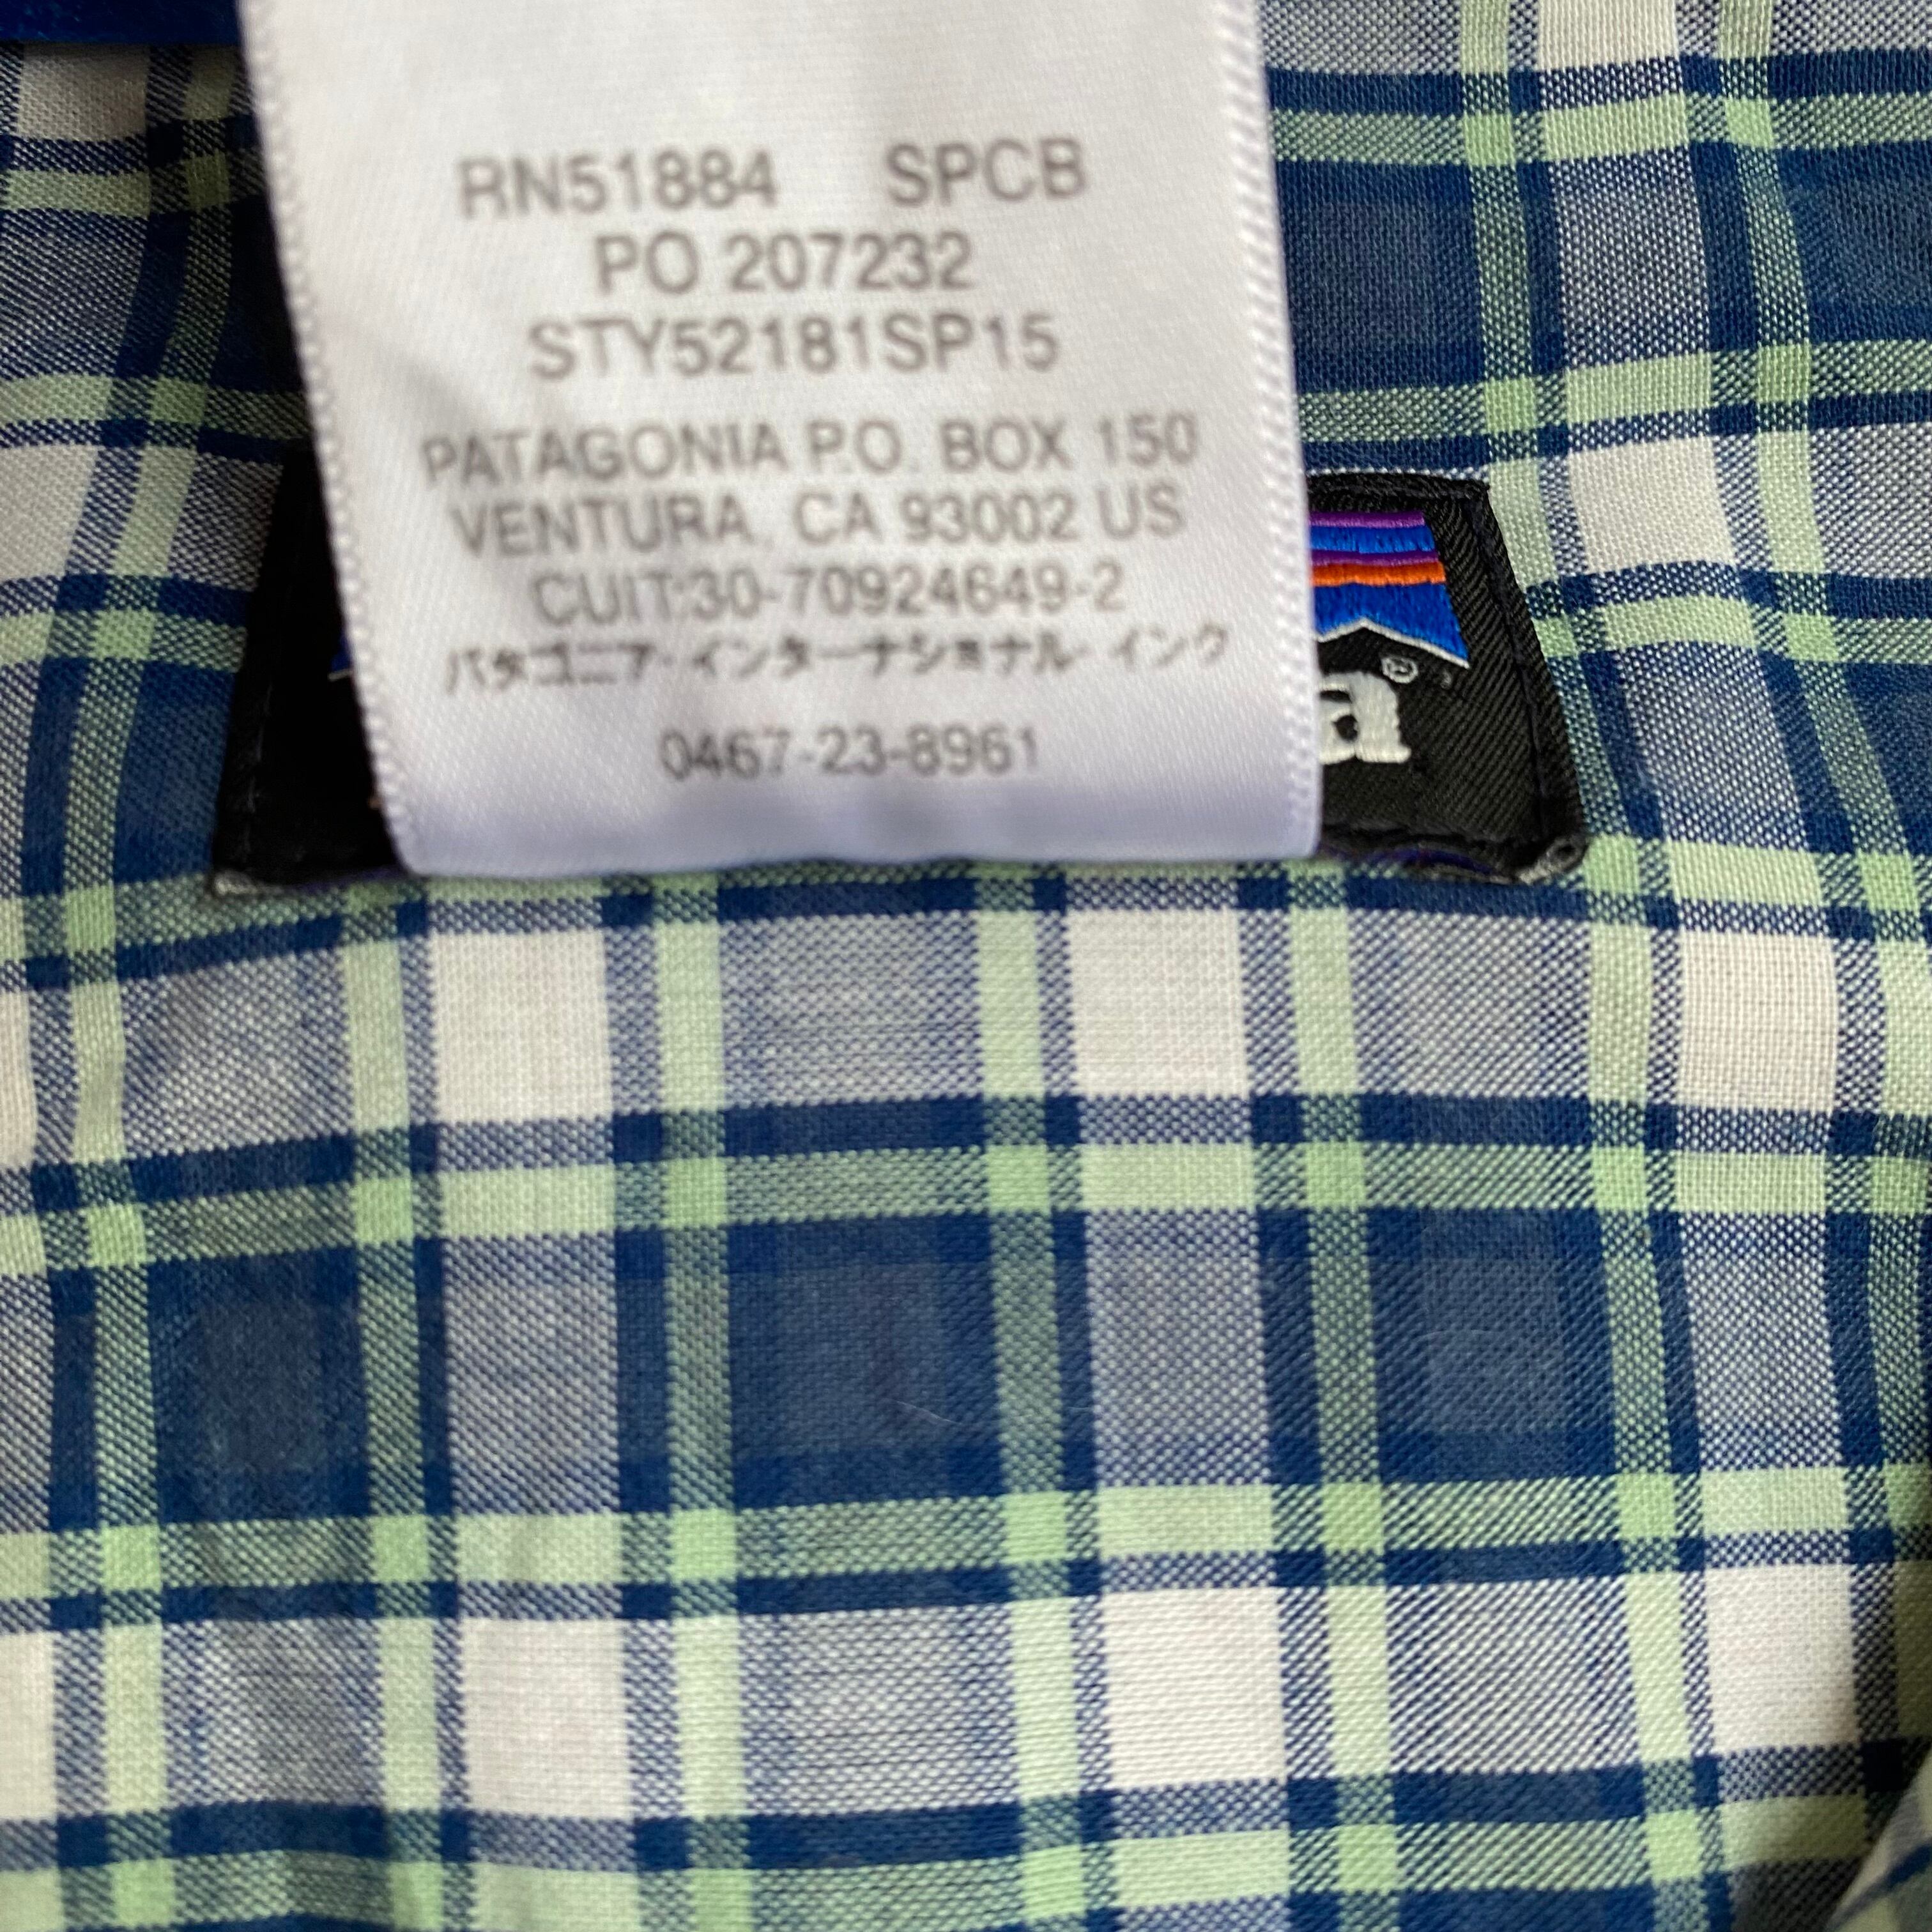 RN51884 SPCB
PO 207232
STY52181SP15
PATAGONIA P.O. BOX 150
VENTURA, CA 93002 US
CUIT:30-70924649-2
パタゴニア・インターナショナル・インク
0467-23-8961
a®